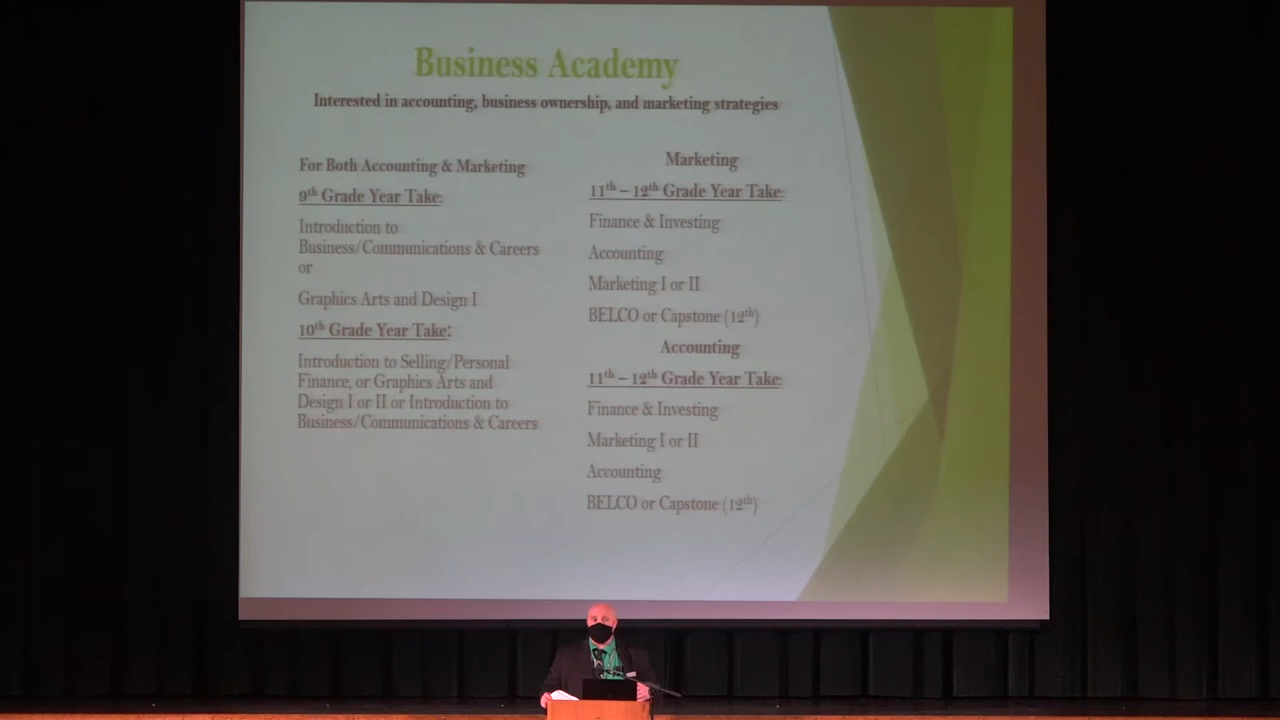 Business Academy
Interested in accounting, business ownership, and marketing strategies
For Both Accounting & Marketing
9th Grade Year Take:
Introduction to
Business/Communications & Careers
or
Graphics Arts and Design I
10th Grade Year Take:
Introduction to Selling/Personal
Finance, or Graphics Arts and
Design I or II or Introduction to
Business/Communications & Careers
Marketing
11th – 12th Grade Year Take:
Finance & Investing
Accounting
Marketing I or II
BELCO or Capstone (12th)
Accounting
11th – 12th Grade Year Take:
Finance & Investing
Marketing I or II
Accounting
BELCO or Capstone (12th)